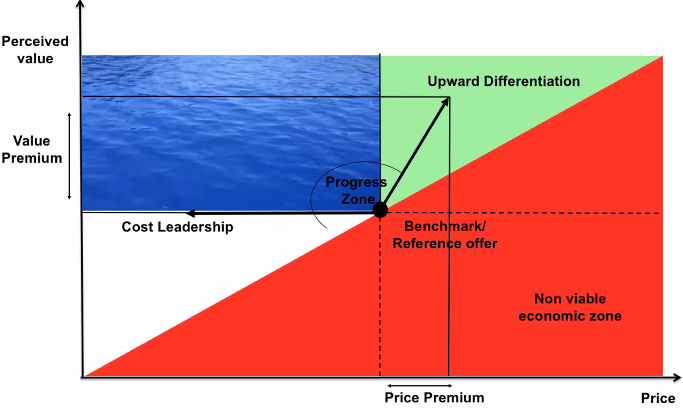 Perceived
value
Upward Differentiation
Value
Premium
Progress
Zone
Cost Leadership
Benchmark/
Reference offer
Non viable
economic zone
Price Premium
Price